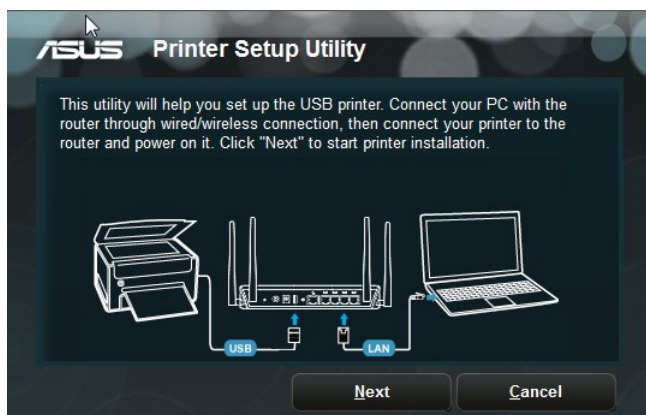 ASUS Printer Setup Utility
This utility will help you set up the USB printer. Connect your PC with the
router through wired/wireless connection, then connect your printer to the
router and power on it. Click "Next" to start printer installation.
USB
LAN
Next
Cancel